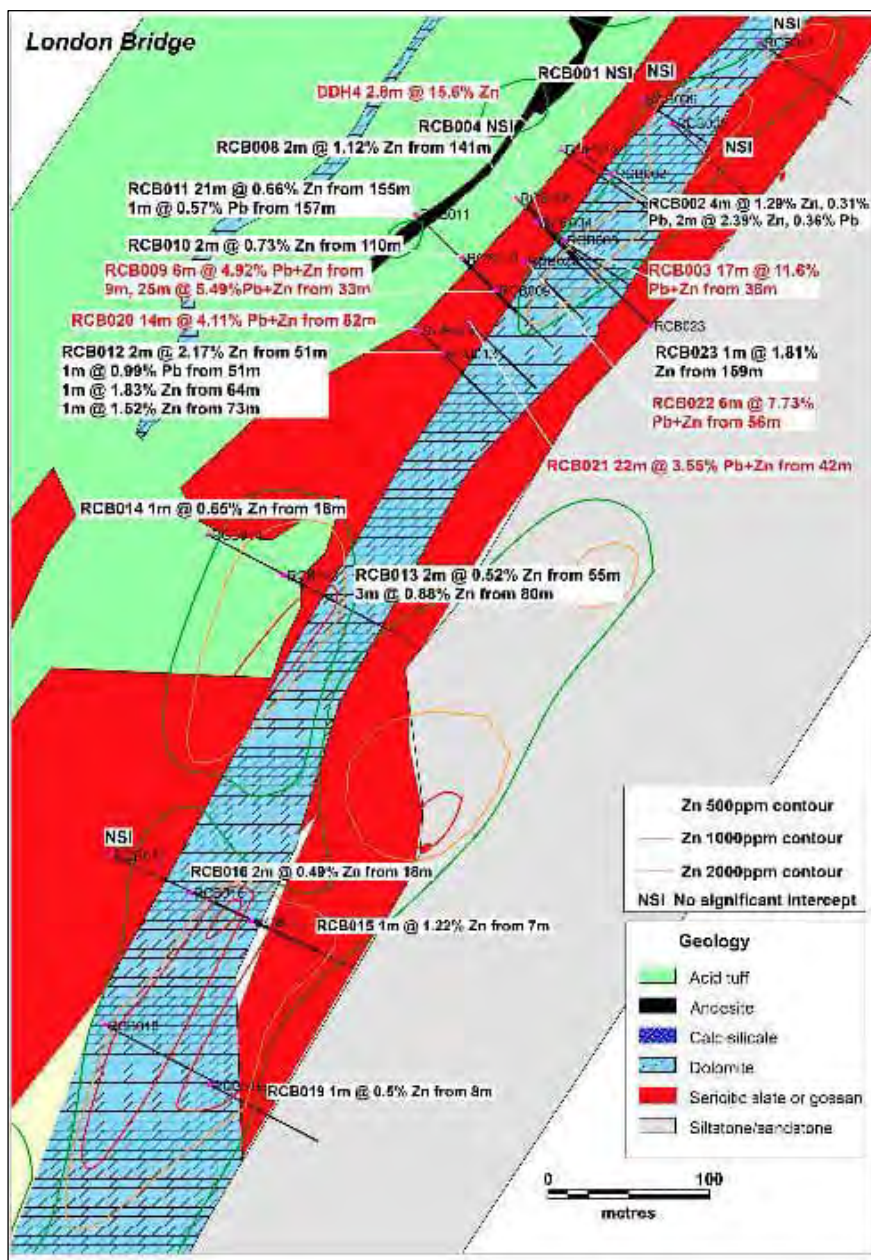 London Bridge
NSI
RCB001 NSI
NSI
DDH4 2.8m @ 15.6% Zn
RCB004 NSI
RCB008 2m @ 1.12% Zn from 141m
NSI
RCB011 21m @ 0.66% Zn from 155m
1m @ 0.57% Pb from 157m
RCB002 4m @ 1.29% Zn, 0.31%
Pb, 2m @ 2.39% Zn, 0.36% Pb
RCB010 2m @ 0.73% Zn from 110m
RCB009 6m @ 4.92% Pb+Zn from
9m, 25m @ 5.49%Pb+Zn from 33m
RCB003 17m @ 11.6%
Pb+Zn from 36m
RCB020 14m @ 4.11% Pb+Zn from 82m
RCB023
RCB012 2m @ 2.17% Zn from 51m
1m @ 0.99% Pb from 51m
1m @ 1.83% Zn from 64m
1m @ 1.52% Zn from 73m
RCB023 1m @ 1.81%
Zn from 159m
RCB022 6m @ 7.73%
Pb+Zn from 56m
RCB021 22m @ 3.55% Pb+Zn from 42m
RCB014 1m @ 0.65% Zn from 18m
RCB013 2m @ 0.52% Zn from 55m
3m @ 0.88% Zn from 80m
NSI
RCB016 2m @ 0.49% Zn from 18m
RCB015 1m @ 1.22% Zn from 7m
RCB019 1m @ 0.5% Zn from 8m
Zn 500ppm contour
Zn 1000ppm contour
Zn 2000ppm contour
NSI No significant intercept
Geology
Acid tuff
Andesite
Calc-silicate
Dolomite
Sericitic slate or gossan
Siltstone/sandstone
0 100
metres